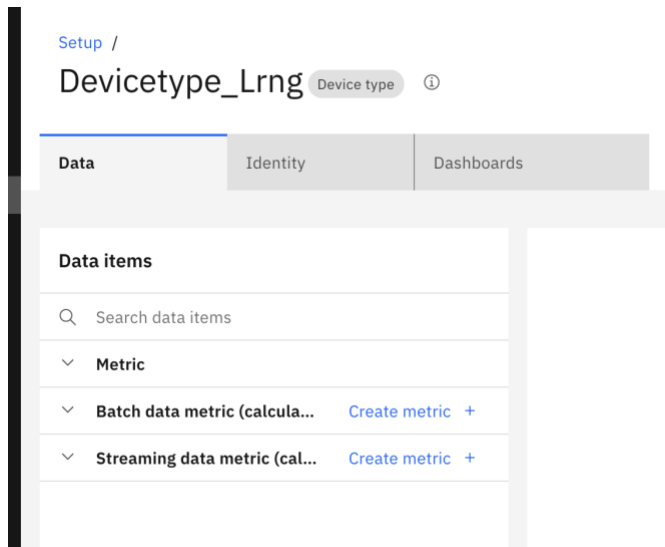 Setup /
Devicetype_Lrng Device type
Data Identity Dashboards
Data items
Search data items
Metric
Batch data metric (calcula... Create metric +
Streaming data metric (cal... Create metric +